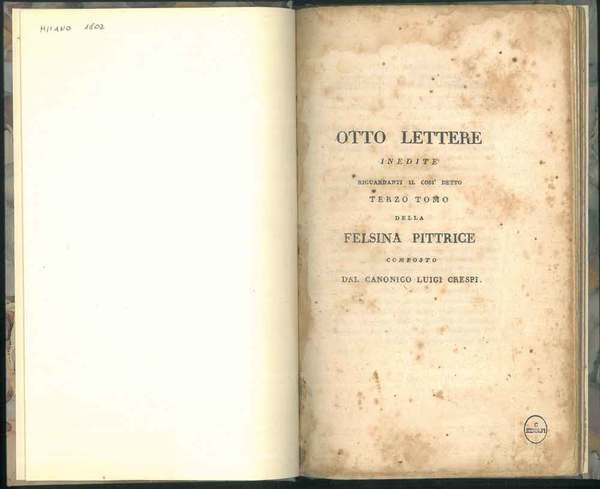 MILANO 1802
OTTO LETTERE
INEDITE
RIGUARDANTI IL COSI' DETTO
TERZO TOMO
DELLA
FELSINA PITTRICE
COMPOSTO
DAL CANONICO LUIGI CRESPI.